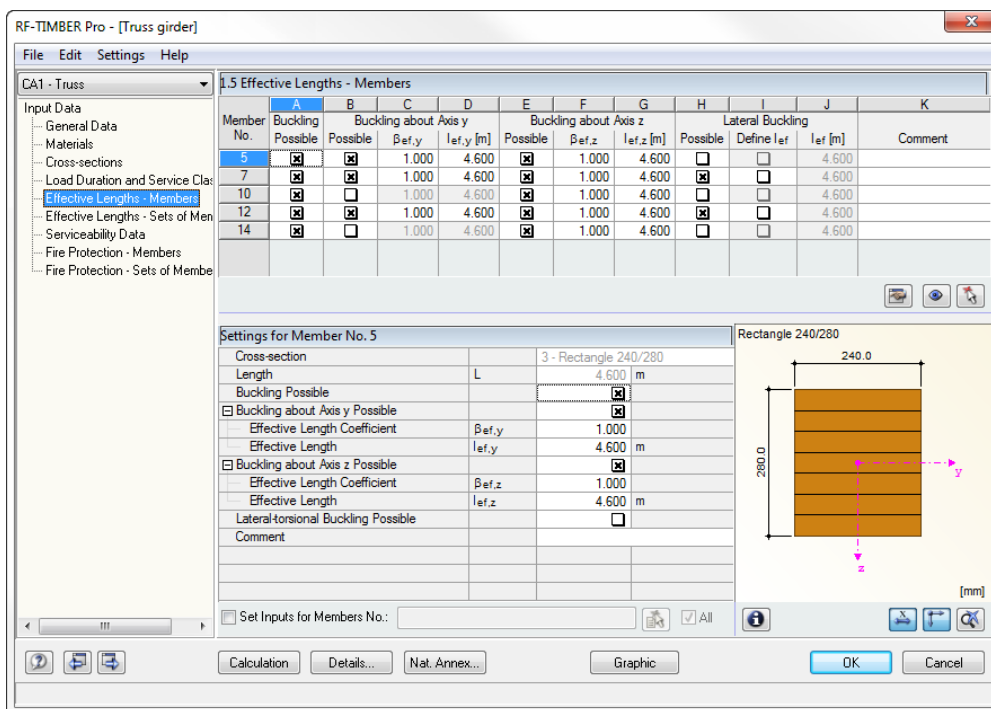 RF-TIMBER Pro - [Truss girder]
File Edit Settings Help
CA1 - Truss
Input Data
General Data
Materials
Cross-sections
Load Duration and Service Clas
Effective Lengths - Members
Effective Lengths - Sets of Men
Serviceability Data
Fire Protection - Members
Fire Protection - Sets of Membe
1.5 Effective Lengths - Members
A B C D E F G H I J K
Member Buckling Buckling about Axis y Buckling about Axis z Lateral Buckling
No. Possible Possible βef,y lef,y [m] Possible βef,z lef,z [m] Possible Define lef lef [m] Comment
5 1.000 4.600 1.000 4.600 4.600
7 1.000 4.600 1.000 4.600 4.600
10 1.000 4.600 1.000 4.600 4.600
12 1.000 4.600 1.000 4.600 4.600
14 1.000 4.600 1.000 4.600 4.600
Settings for Member No. 5
Cross-section 3 - Rectangle 240/280
Length L 4.600 m
Buckling Possible
Buckling about Axis y Possible
Effective Length Coefficient βef,y 1.000
Effective Length lef,y 4.600 m
Buckling about Axis z Possible
Effective Length Coefficient βef,z 1.000
Effective Length lef,z 4.600 m
Lateral-torsional Buckling Possible
Comment
Set Inputs for Members No.: All
Rectangle 240/280
240.0
280.0
y
z
[mm]
Calculation Details... Nat. Annex... Graphic OK Cancel